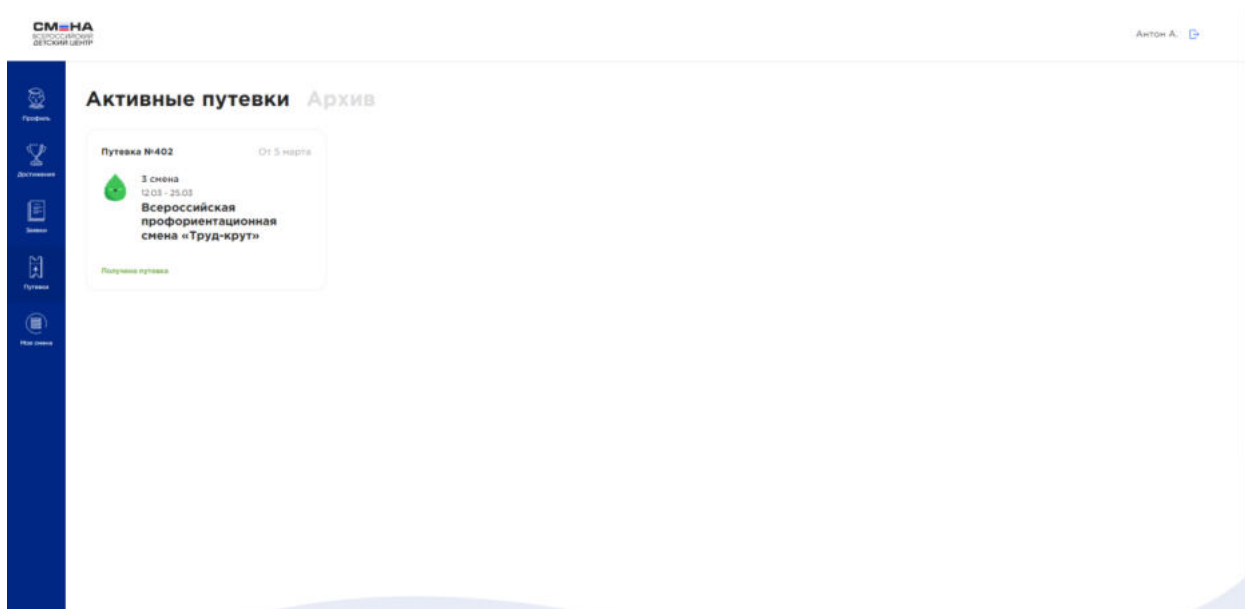 СМЕНА
ВСЕРОССИЙСКИЙ
ДЕТСКИЙ ЦЕНТР
Антон А.
Профиль
Достижения
Заявки
Путевки
Моя смена
Активные путевки Архив
Путевка №402 От 5 марта
3 смена
12.03 - 25.03
Всероссийская
профориентационная
смена «Труд-крут»
Получена путевка